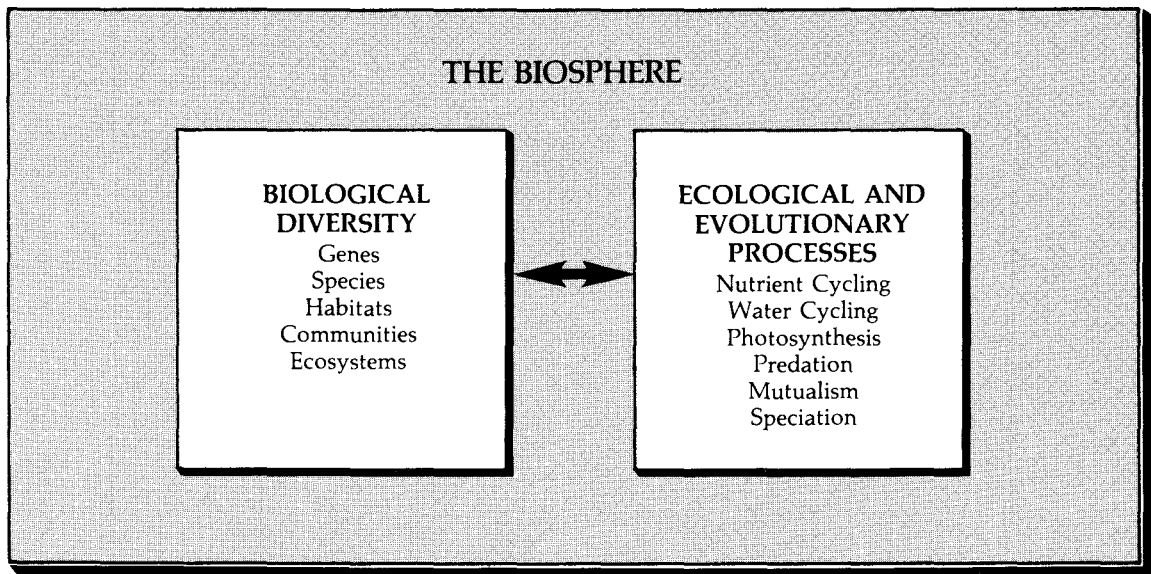 THE BIOSPHERE
BIOLOGICAL
DIVERSITY
Genes
Species
Habitats
Communities
Ecosystems
ECOLOGICAL AND
EVOLUTIONARY
PROCESSES
Nutrient Cycling
Water Cycling
Photosynthesis
Predation
Mutualism
Speciation